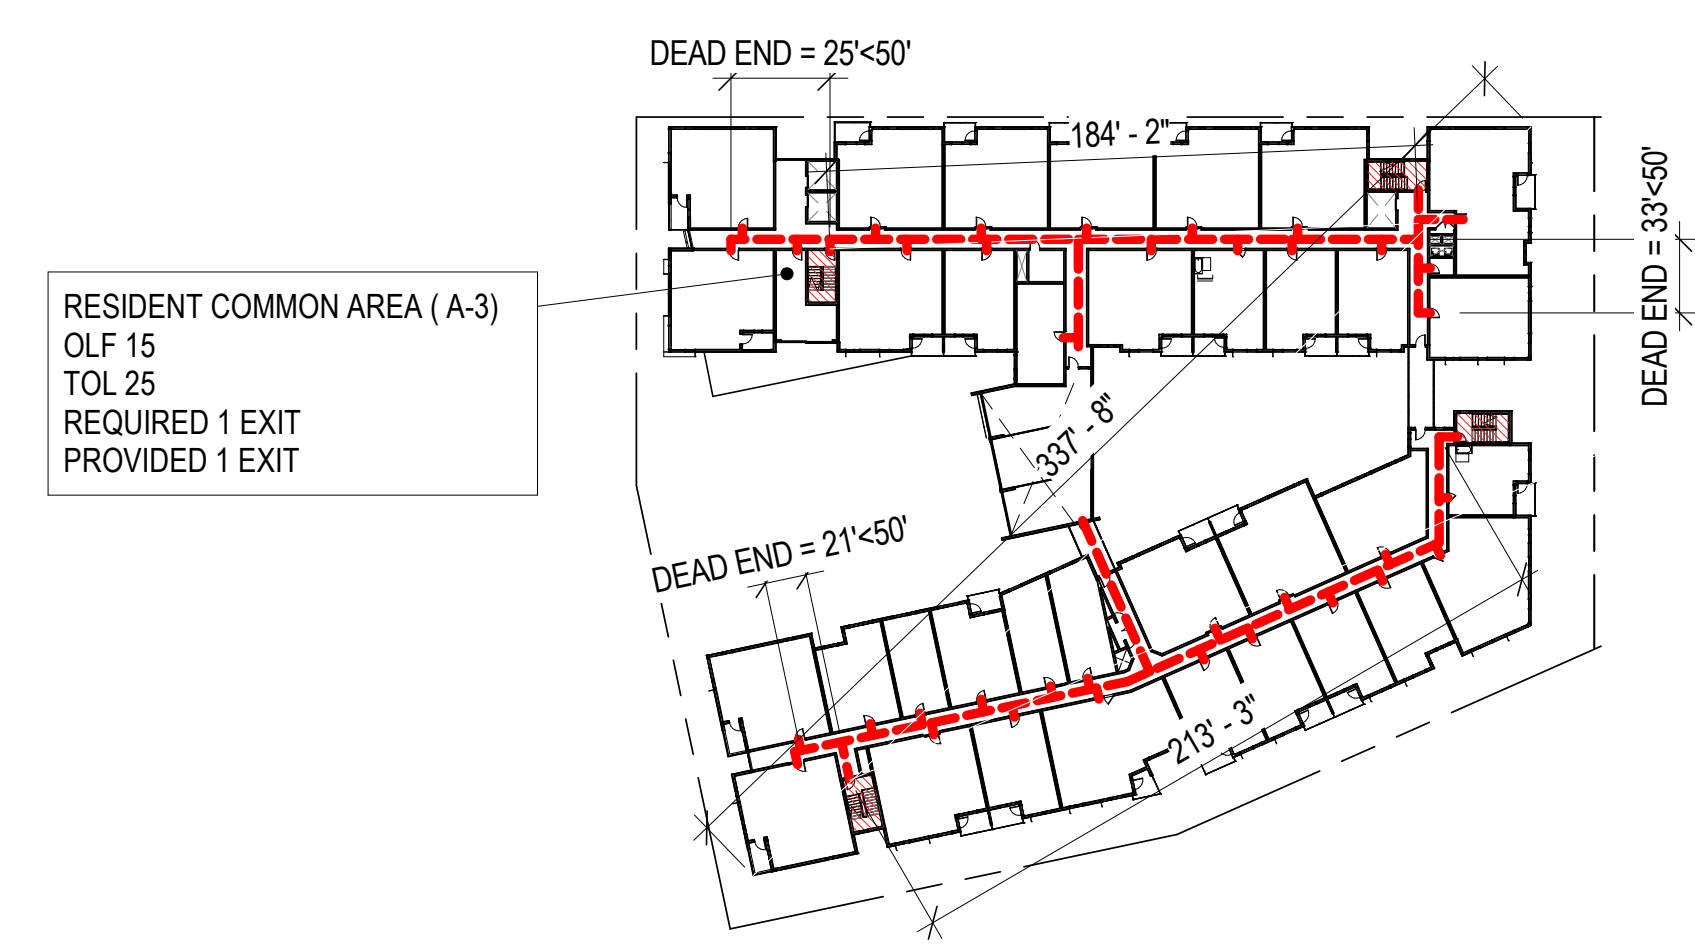 DEAD END = 25'<50'
184' - 2"
DEAD END = 33'<50'
RESIDENT COMMON AREA ( A-3)
OLF 15
TOL 25
REQUIRED 1 EXIT
PROVIDED 1 EXIT
337' - 8"
DEAD END = 21'<50'
213' - 3"